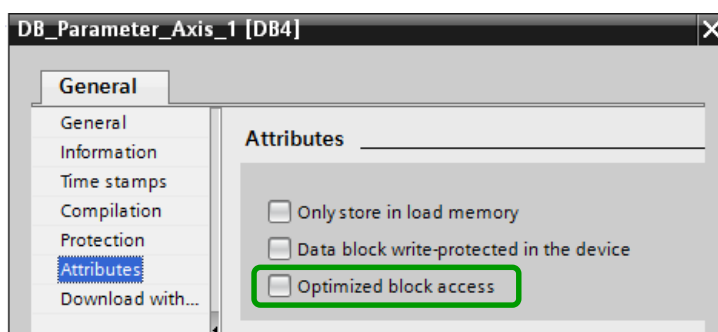 DB_Parameter_Axis_1 [DB4]
General
General
Information
Time stamps
Compilation
Protection
Attributes
Download with...
Attributes
Only store in load memory
Data block write-protected in the device
Optimized block access